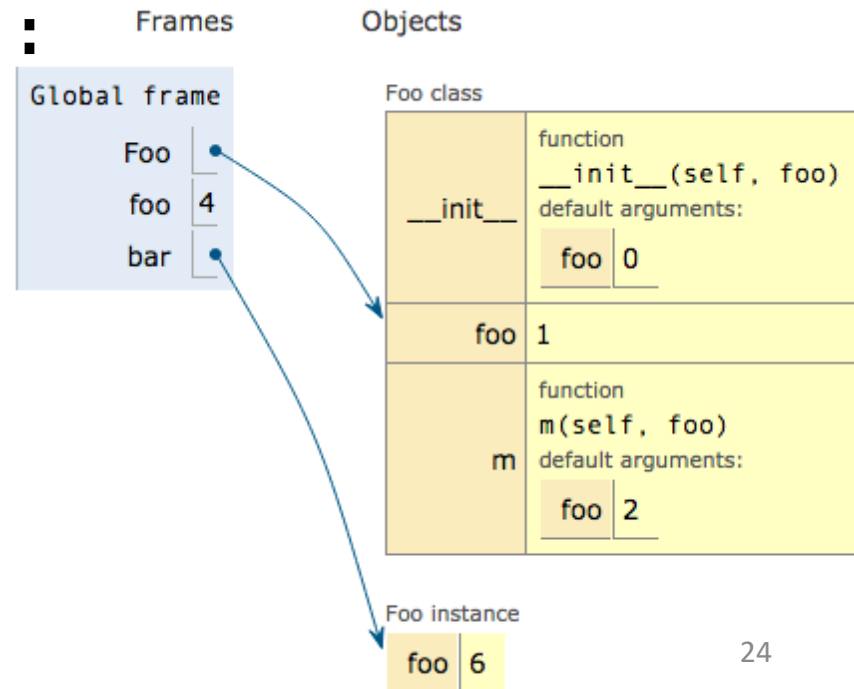 :
Frames Objects
Global frame
Foo
foo 4
bar
Foo class
__init__
function
__init__(self, foo)
default arguments:
foo 0
foo 1
m
function
m(self, foo)
default arguments:
foo 2
Foo instance
foo 6
24